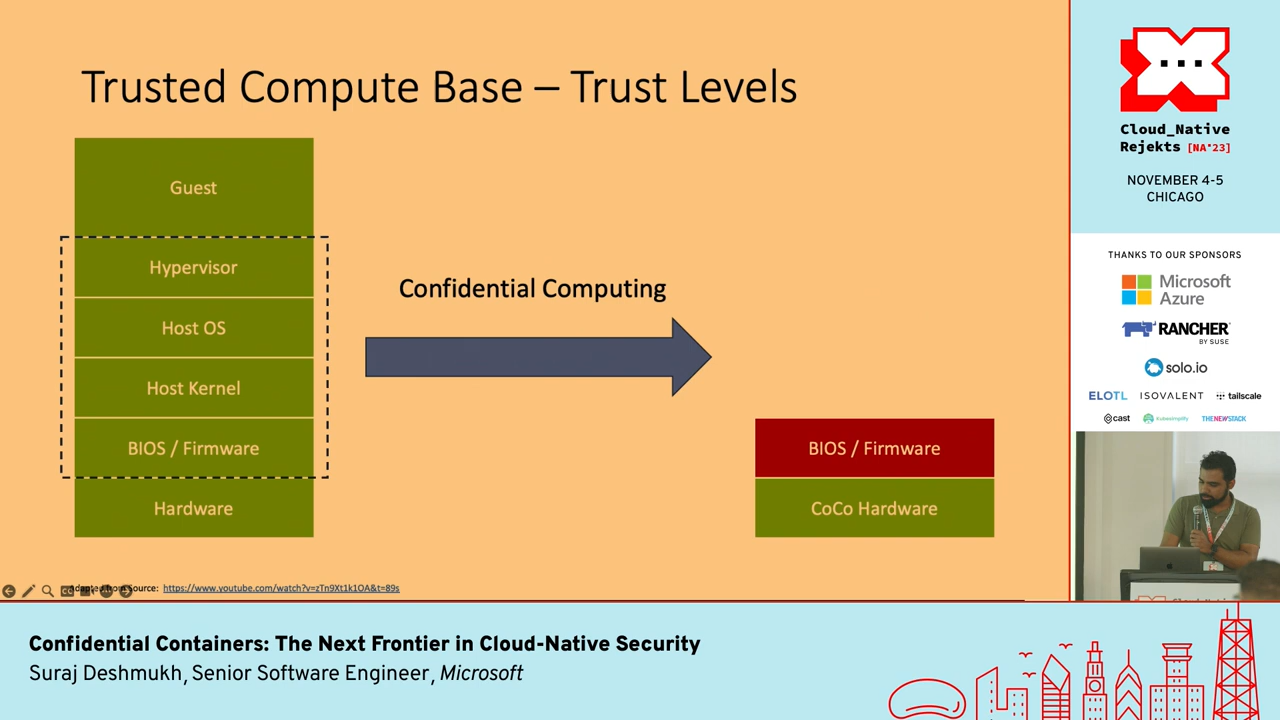 Trusted Compute Base – Trust Levels
Guest
Hypervisor
Host OS
Host Kernel
BIOS / Firmware
Hardware
Confidential Computing
BIOS / Firmware
CoCo Hardware
Source: https://www.youtube.com/watch?v=zTn9Xt1k1OA&t=89s
Cloud_Native
Rejekts [NA'23]
NOVEMBER 4-5
CHICAGO
THANKS TO OUR SPONSORS
Microsoft
Azure
RANCHER
BY SUSE
solo.io
ELOTL ISOVALENT tailscale
cast kubesimplify THENEWSTACK
Confidential Containers: The Next Frontier in Cloud-Native Security
Suraj Deshmukh, Senior Software Engineer, Microsoft